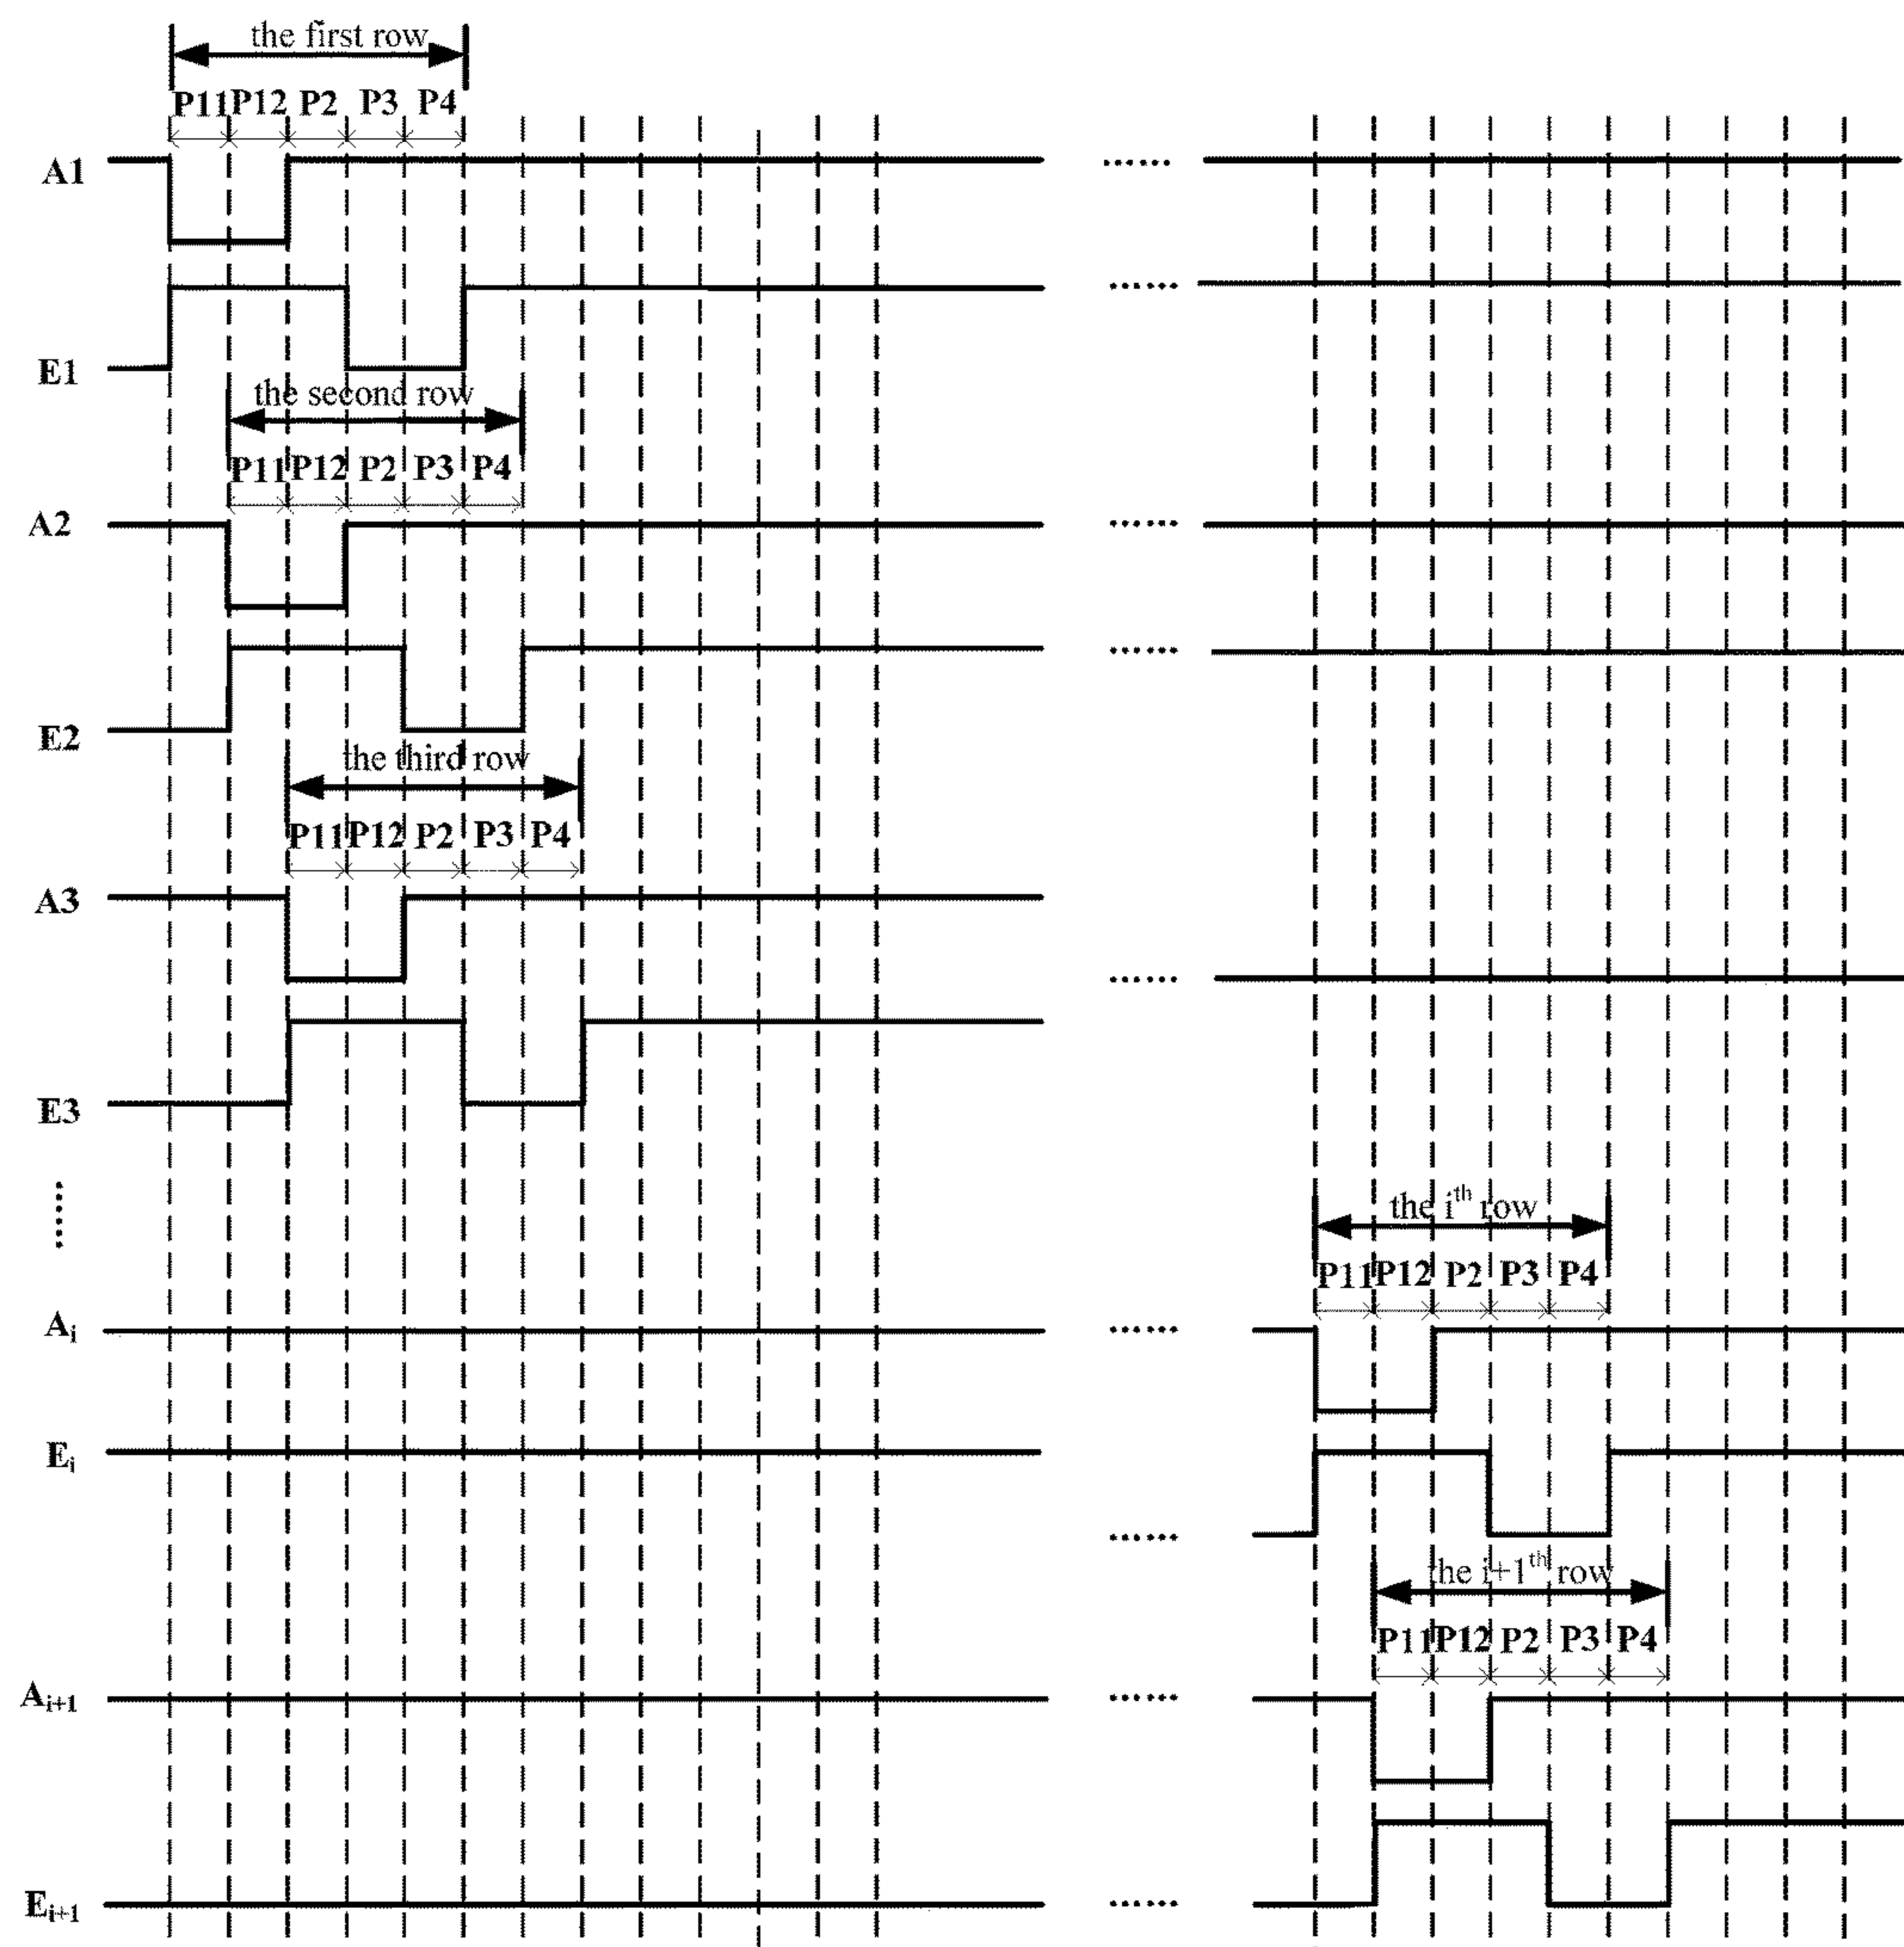 the first row
P11 P12 P2 P3 P4
A1 ......
E1 ......
the second row
P11 P12 P2 P3 P4
A2 ......
E2 ......
the third row
P11 P12 P2 P3 P4
A3
......
E3
......
the iᵗʰ row
P11 P12 P2 P3 P4
Aᵢ ......
Eᵢ
......
the i+1ᵗʰ row
P11 P12 P2 P3 P4
Aᵢ₊₁ ......
Eᵢ₊₁ ......